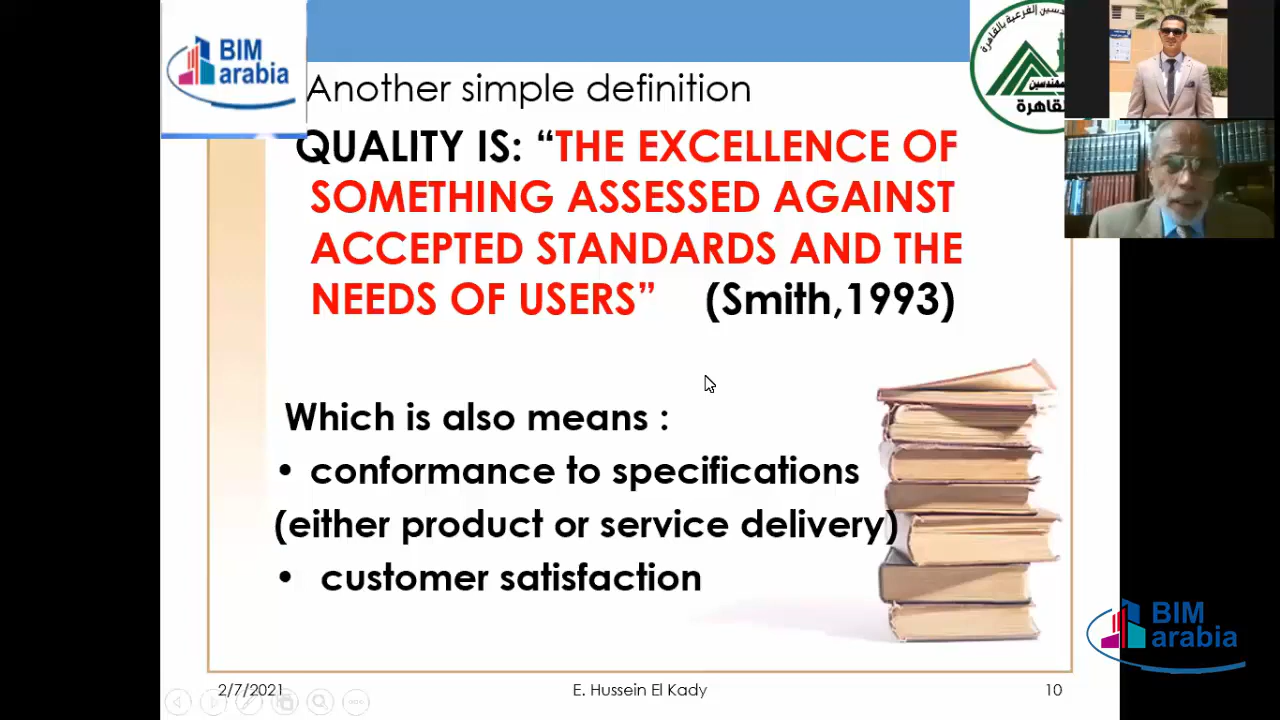 BIM
arabia
Another simple definition
QUALITY IS: “THE EXCELLENCE OF
SOMETHING ASSESSED AGAINST
ACCEPTED STANDARDS AND THE
NEEDS OF USERS” (Smith,1993)
Which is also means :
• conformance to specifications
(either product or service delivery)
• customer satisfaction
2/7/2021
E. Hussein El Kady
10
BIM
arabia